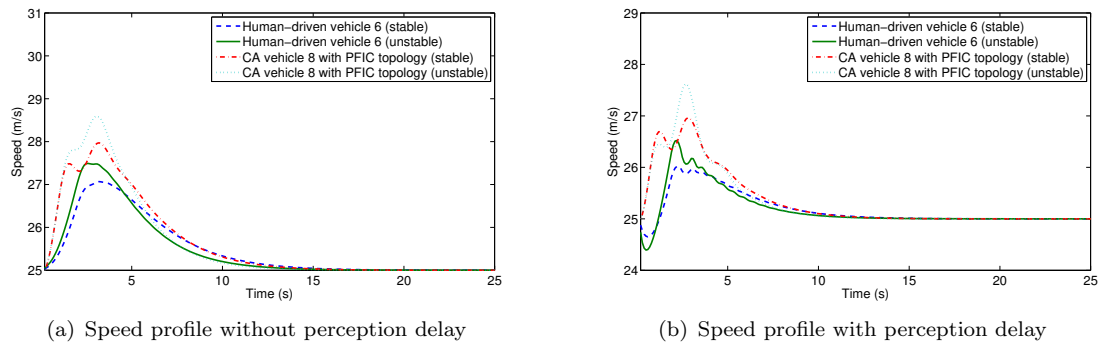 31
30
29
28
27
26
25
Speed (m/s)
5
10
15
20
25
Time (s)
Human−driven vehicle 6 (stable)
Human−driven vehicle 6 (unstable)
CA vehicle 8 with PFIC topology (stable)
CA vehicle 8 with PFIC topology (unstable)
(a) Speed profile without perception delay
29
28
27
26
25
24
Speed (m/s)
5
10
15
20
25
Time (s)
Human−driven vehicle 6 (stable)
Human−driven vehicle 6 (unstable)
CA vehicle 8 with PFIC topology (stable)
CA vehicle 8 with PFIC topology (unstable)
(b) Speed profile with perception delay